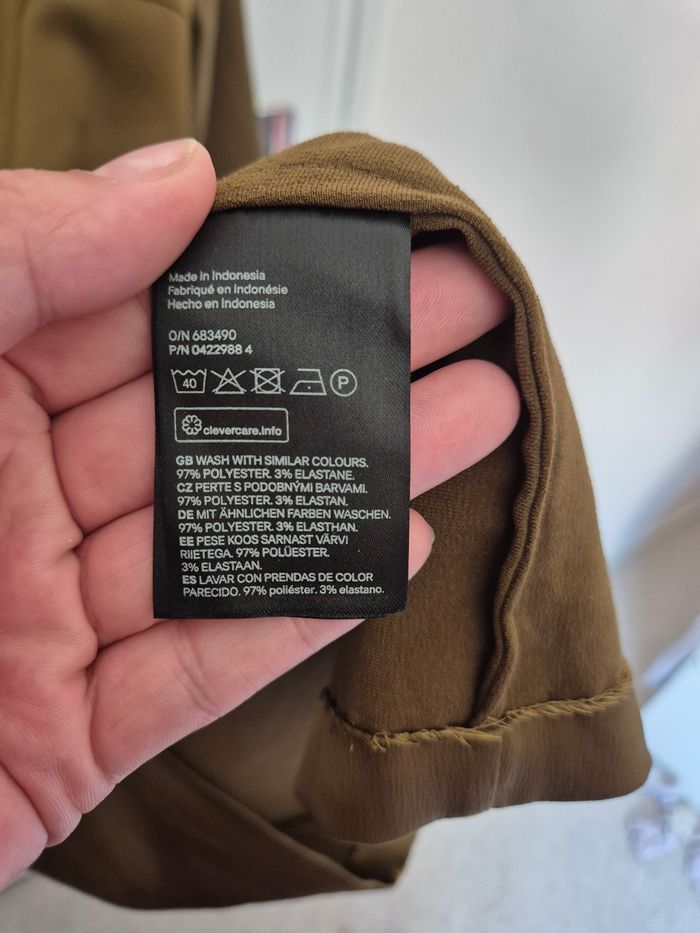 Made in Indonesia
Fabriqué en Indonésie
Hecho en Indonesia
O/N 683490
P/N 0422988 4
40 P
clevercare.info
GB WASH WITH SIMILAR COLOURS.
97% POLYESTER. 3% ELASTANE.
CZ PERTE S PODOBNÝMI BARVAMI.
97% POLYESTER. 3% ELASTAN.
DE MIT ÄHNLICHEN FARBEN WASCHEN.
97% POLYESTER. 3% ELASTHAN.
EE PESE KOOS SARNAST VÄRVI
RIIETEGA. 97% POLÜESTER.
3% ELASTAAN.
ES LAVAR CON PRENDAS DE COLOR
PARECIDO. 97% poliéster. 3% elastano.